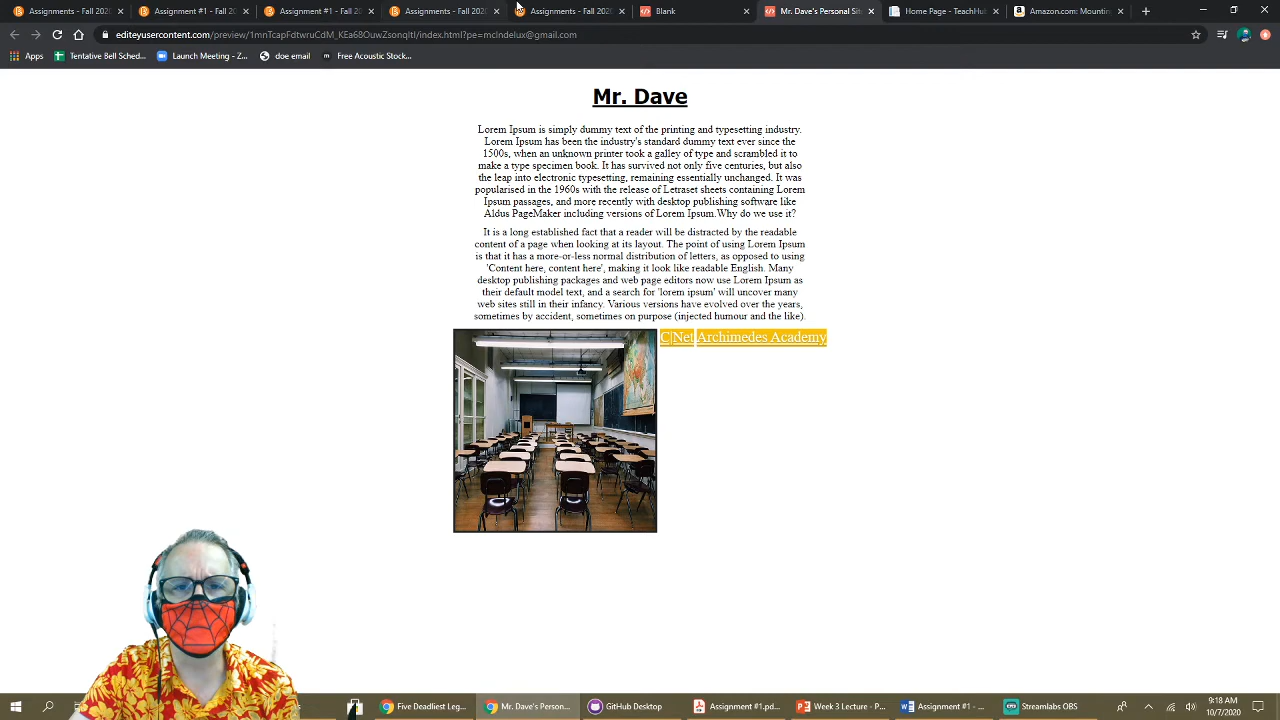 Assignments - Fall 202
Assignment #1 - Fall 202
Assignment #1 - Fall 202
Assignments - Fall 202
Assignments - Fall 202
Blank
Mr. Dave's Personal Sit
Home Page - TeachHub
Amazon.com: Mountin
editeyusercontent.com/preview/1mnTcapFdtwruCdM_KEa68OuwZsonqItI/index.html?pe=mclndelux@gmail.com
Apps
Tentative Bell Sched...
Launch Meeting - Z...
doe email
Free Acoustic Stock...
Mr. Dave
Lorem Ipsum is simply dummy text of the printing and typesetting industry.
Lorem Ipsum has been the industry's standard dummy text ever since the
1500s, when an unknown printer took a galley of type and scrambled it to
make a type specimen book. It has survived not only five centuries, but also
the leap into electronic typesetting, remaining essentially unchanged. It was
popularised in the 1960s with the release of Letraset sheets containing Lorem
Ipsum passages, and more recently with desktop publishing software like
Aldus PageMaker including versions of Lorem Ipsum.Why do we use it?
It is a long established fact that a reader will be distracted by the readable
content of a page when looking at its layout. The point of using Lorem Ipsum
is that it has a more-or-less normal distribution of letters, as opposed to using
'Content here, content here', making it look like readable English. Many
desktop publishing packages and web page editors now use Lorem Ipsum as
their default model text, and a search for 'lorem ipsum' will uncover many
web sites still in their infancy. Various versions have evolved over the years,
sometimes by accident, sometimes on purpose (injected humour and the like).
C|Net Archimedes Academy
Five Deadliest Leg...
Mr. Dave's Person...
GitHub Desktop
Assignment #1.pd...
Week 3 Lecture - P...
Assignment #1 - ...
Streamlabs OBS
9:18 AM
10/7/2020